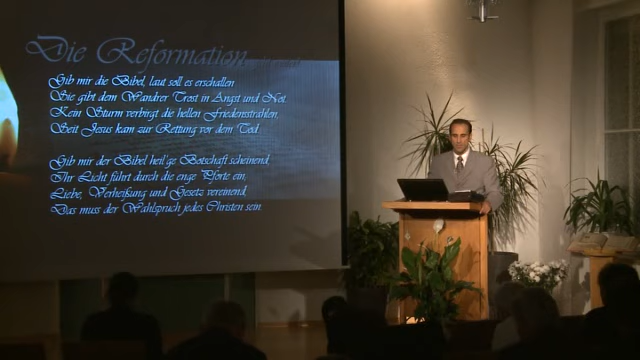 Die Reformation
Gib mir die Bibel, laut soll es erschallen
Sie gibt dem Wandrer Trost in Angst und Not.
Kein Sturm verbirgt die hellen Friedensstrahlen,
Seit Jesus kam zur Rettung vor dem Tod.
Gib mir der Bibel heil'ge Botschaft scheinend,
Ihr Licht führt durch die enge Pforte ein,
Liebe, Verheißung und Gesetz vereinend,
Das muss der Wahlspruch jedes Christen sein.